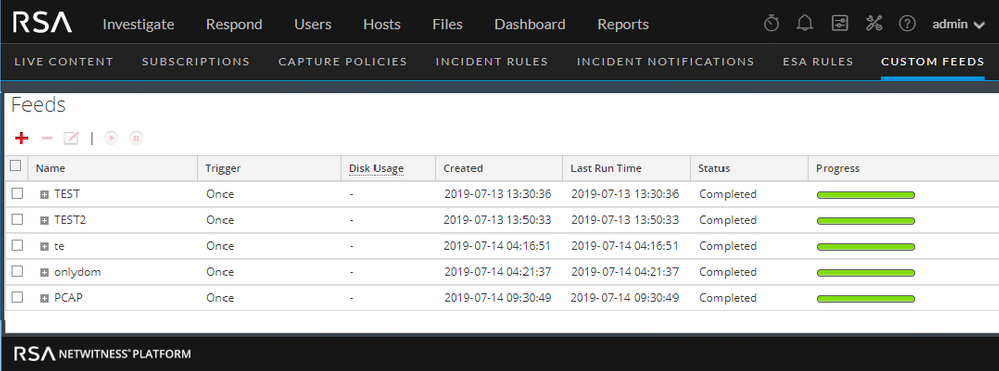 RSA Investigate Respond Users Hosts Files Dashboard Reports admin
LIVE CONTENT SUBSCRIPTIONS CAPTURE POLICIES INCIDENT RULES INCIDENT NOTIFICATIONS ESA RULES CUSTOM FEEDS
Feeds
Name Trigger Disk Usage Created Last Run Time Status Progress
TEST Once - 2019-07-13 13:30:36 2019-07-13 13:30:36 Completed
TEST2 Once - 2019-07-13 13:50:33 2019-07-13 13:50:33 Completed
te Once - 2019-07-14 04:16:51 2019-07-14 04:16:51 Completed
onlydom Once - 2019-07-14 04:21:37 2019-07-14 04:21:37 Completed
PCAP Once - 2019-07-14 09:30:49 2019-07-14 09:30:49 Completed
RSA NETWITNESS® PLATFORM